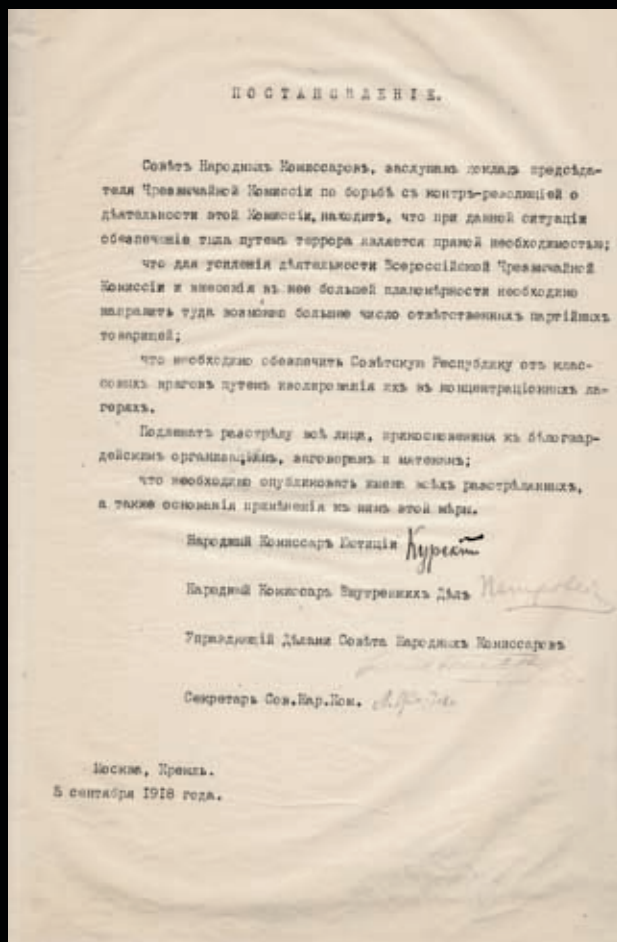 ПОСТАНОВЛЕНІЕ.
Совѣтъ Народныхъ Комиссаровъ, заслушавъ докладъ предсѣда-
теля Чрезвычайной Комиссіи по борьбѣ съ контръ-революціей о
дѣятельности этой Комиссіи, находитъ, что при данной ситуаціи
обезпеченіе тыла путемъ террора является прямой необходимостью;
что для усиленія дѣятельности Всероссійской Чрезвычайной
Комиссіи и внесенія въ нее большей планомѣрности необходимо
направить туда возможно большее число отвѣтственныхъ партійныхъ
товарищей;
что необходимо обезпечить Совѣтскую Республику отъ клас-
совыхъ враговъ путемъ изолированія ихъ въ концентраціонныхъ ла-
геряхъ.
Подлежатъ разстрѣлу всѣ лица, прикосновенныя къ бѣлогвар-
дейскимъ организаціямъ, заговорамъ и мятежамъ;
что необходимо опубликовать имена всѣхъ разстрѣлянныхъ,
а также основанія примѣненія къ нимъ этой мѣры.
Народный Комиссаръ Юстиціи Курскій
Народный Комиссаръ Внутреннихъ Дѣлъ Петровскій
Управляющій Дѣлами Совѣта Народныхъ Комиссаровъ
Секретарь Сов.Нар.Ком.
Москва, Кремль.
5 сентября 1918 года.